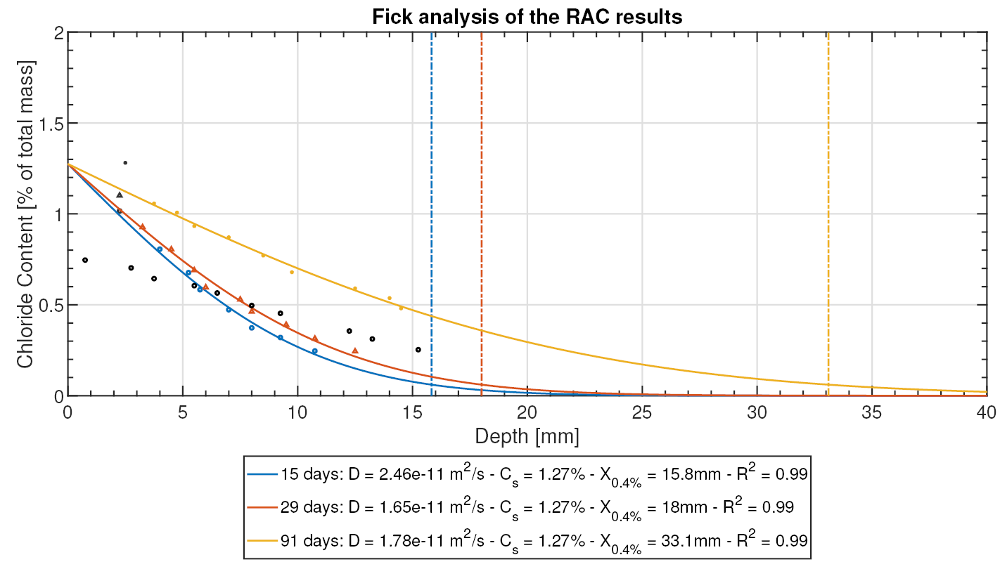 Fick analysis of the RAC results
2
1.5
1
0.5
0
Chloride Content [% of total mass]
0 5 10 15 20 25 30 35 40
Depth [mm]
15 days: D = 2.46e-11 m²/s - Cₛ = 1.27% - X0.4% = 15.8mm - R² = 0.99
29 days: D = 1.65e-11 m²/s - Cₛ = 1.27% - X0.4% = 18mm - R² = 0.99
91 days: D = 1.78e-11 m²/s - Cₛ = 1.27% - X0.4% = 33.1mm - R² = 0.99